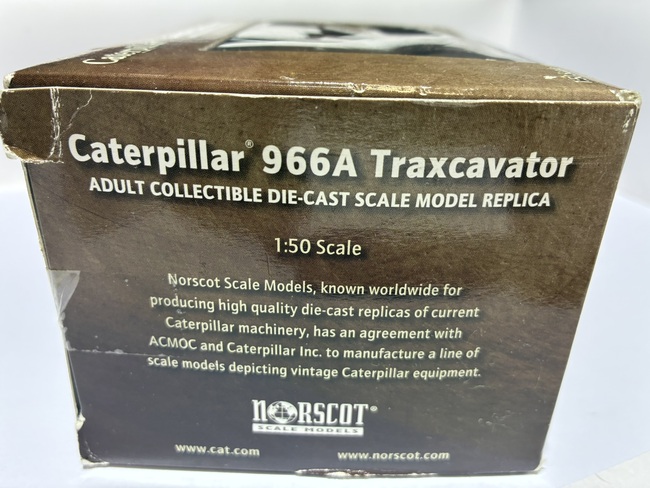 Caterpillar® 966A Traxcavator
ADULT COLLECTIBLE DIE-CAST SCALE MODEL REPLICA
1:50 Scale
Norscot Scale Models, known worldwide for
producing high quality die-cast replicas of current
Caterpillar machinery, has an agreement with
ACMOC and Caterpillar Inc. to manufacture a line of
scale models depicting vintage Caterpillar equipment.
NORSCOT®
SCALE MODELS
www.cat.com www.norscot.com